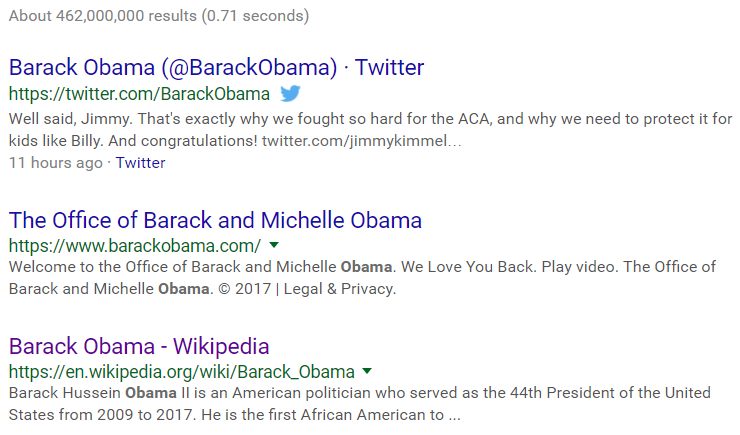 About 462,000,000 results (0.71 seconds)
Barack Obama (@BarackObama) · Twitter
https://twitter.com/BarackObama
Well said, Jimmy. That's exactly why we fought so hard for the ACA, and why we need to protect it for
kids like Billy. And congratulations! twitter.com/jimmykimmel…
11 hours ago · Twitter
The Office of Barack and Michelle Obama
https://www.barackobama.com/
Welcome to the Office of Barack and Michelle Obama. We Love You Back. Play video. The Office of
Barack and Michelle Obama. © 2017 | Legal & Privacy.
Barack Obama - Wikipedia
https://en.wikipedia.org/wiki/Barack_Obama
Barack Hussein Obama II is an American politician who served as the 44th President of the United
States from 2009 to 2017. He is the first African American to ...